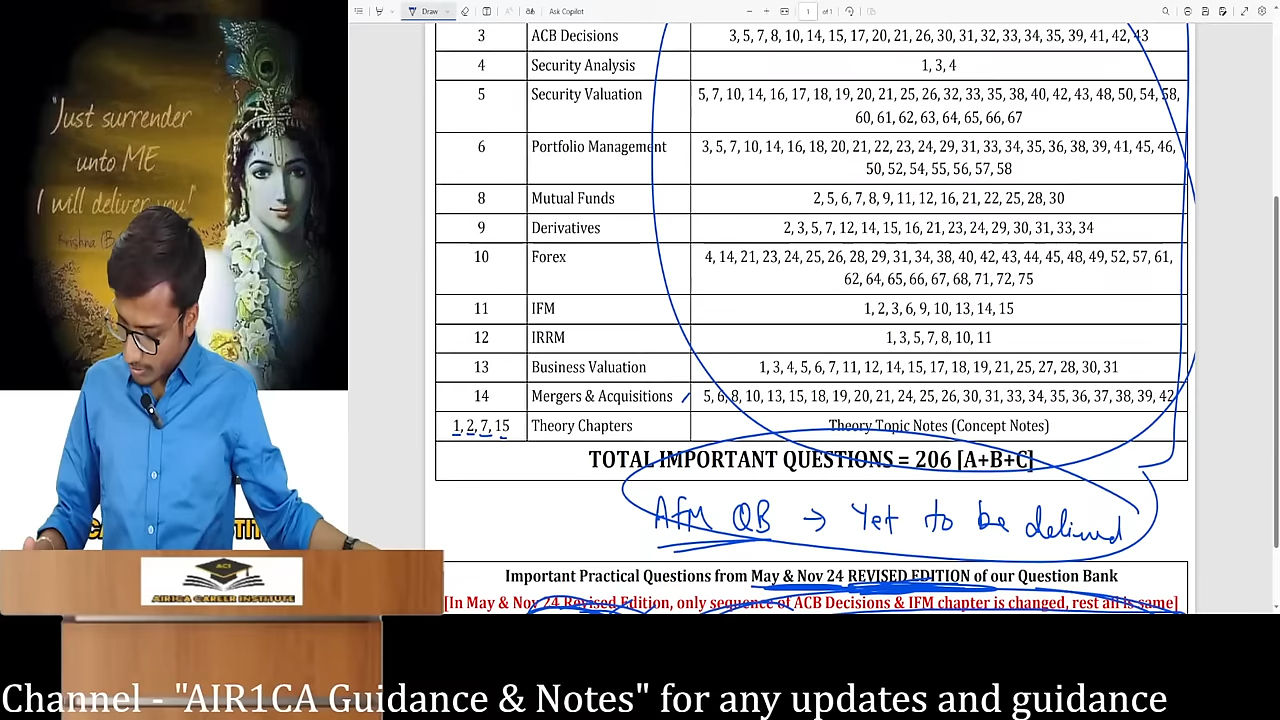 "Just surrender
unto ME
I will deliver you!"
Krishna (B.
Draw
Ask Copilot
1 of 1
3 ACB Decisions 3, 5, 7, 8, 10, 14, 15, 17, 20, 21, 26, 30, 31, 32, 33, 34, 35, 39, 41, 42, 43
4 Security Analysis 1, 3, 4
5 Security Valuation 5, 7, 10, 14, 16, 17, 18, 19, 20, 21, 25, 26, 32, 33, 35, 38, 40, 42, 43, 48, 50, 54, 58,
60, 61, 62, 63, 64, 65, 66, 67
6 Portfolio Management 3, 5, 7, 10, 14, 16, 18, 20, 21, 22, 23, 24, 29, 31, 33, 34, 35, 36, 38, 39, 41, 45, 46,
50, 52, 54, 55, 56, 57, 58
8 Mutual Funds 2, 5, 6, 7, 8, 9, 11, 12, 16, 21, 22, 25, 28, 30
9 Derivatives 2, 3, 5, 7, 12, 14, 15, 16, 21, 23, 24, 29, 30, 31, 33, 34
10 Forex 4, 14, 21, 23, 24, 25, 26, 28, 29, 31, 34, 38, 40, 42, 43, 44, 45, 48, 49, 52, 57, 61,
62, 64, 65, 66, 67, 68, 71, 72, 75
11 IFM 1, 2, 3, 6, 9, 10, 13, 14, 15
12 IRRM 1, 3, 5, 7, 8, 10, 11
13 Business Valuation 1, 3, 4, 5, 6, 7, 11, 12, 14, 15, 17, 18, 19, 21, 25, 27, 28, 30, 31
14 Mergers & Acquisitions 5, 6, 8, 10, 13, 15, 18, 19, 20, 21, 24, 25, 26, 30, 31, 33, 34, 35, 36, 37, 38, 39, 42
1, 2, 7, 15 Theory Chapters Theory Topic Notes (Concept Notes)
TOTAL IMPORTANT QUESTIONS = 206 [A+B+C]
AFM QB → Yet to be
Important Practical Questions from May & Nov 24 REVISED EDITION of our Question Bank
[In May & Nov 24 Revised Edition, only sequence of ACB Decisions & IFM chapter is changed, rest all is same]
ACI
AIR1CA CAREER INSTITUTE
Channel - "AIR1CA Guidance & Notes" for any updates and guidance